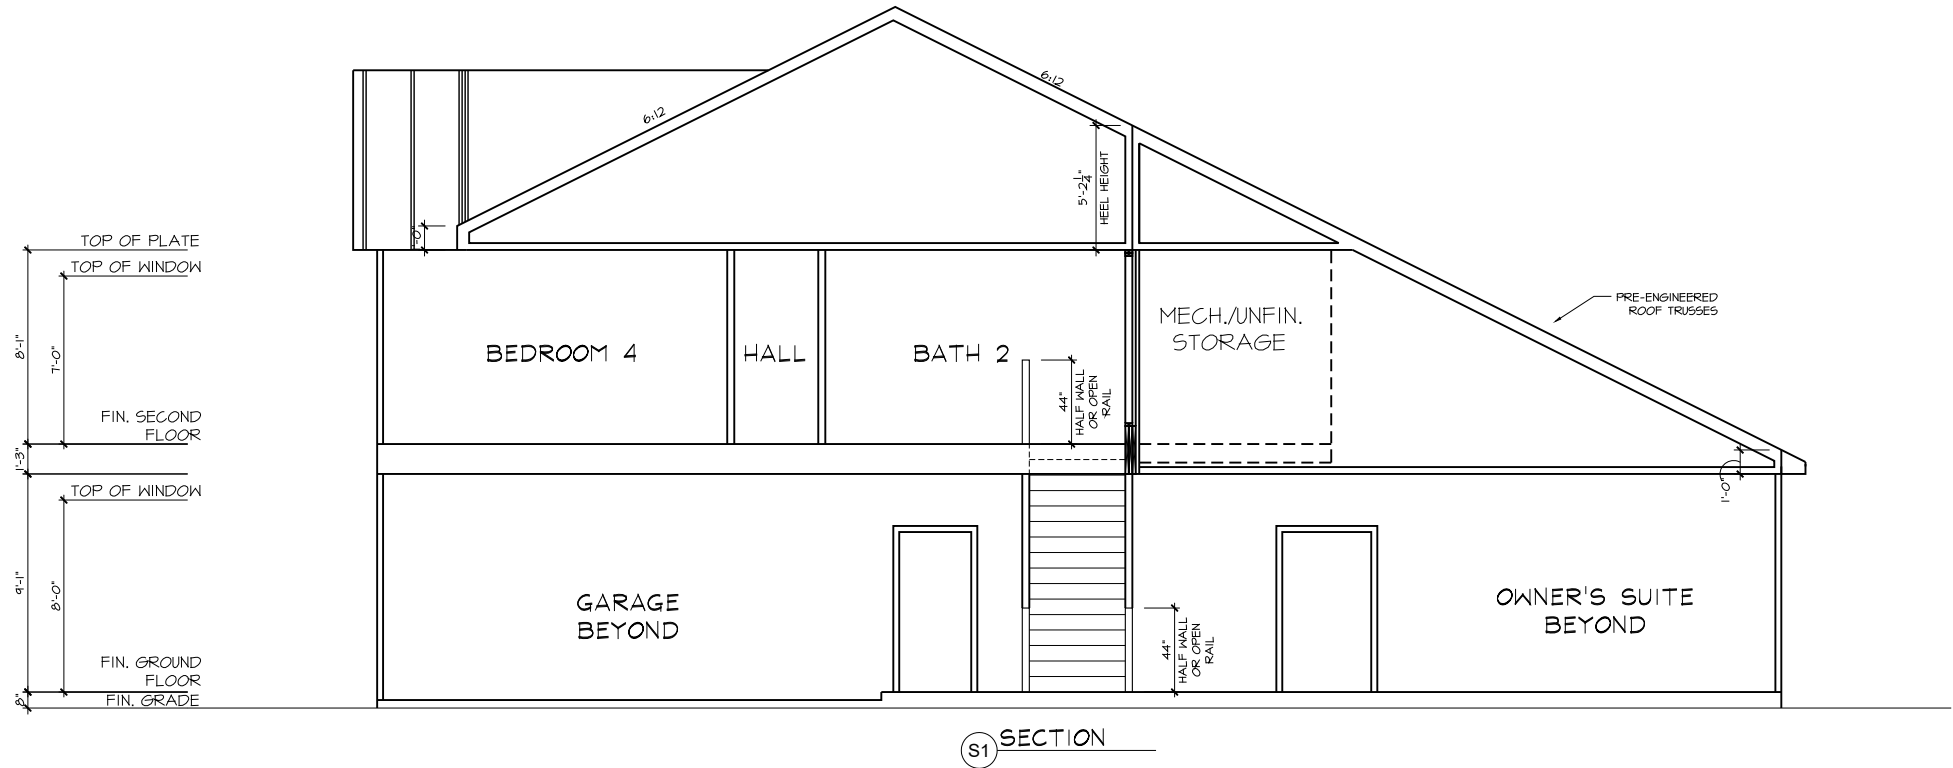 6:12
6:12
5'-2¼"
HEEL HEIGHT
TOP OF PLATE
TOP OF WINDOW
8'-1"
7'-0"
BEDROOM 4
HALL
BATH 2
MECH./UNFIN.
STORAGE
PRE-ENGINEERED
ROOF TRUSSES
44"
HALF WALL
OR OPEN
RAIL
FIN. SECOND
FLOOR
1'-3"
TOP OF WINDOW
1'-0"
9'-1"
8'-0"
GARAGE
BEYOND
OWNER'S SUITE
BEYOND
44"
HALF WALL
OR OPEN
RAIL
FIN. GROUND
FLOOR
FIN. GRADE
8"
S1
SECTION